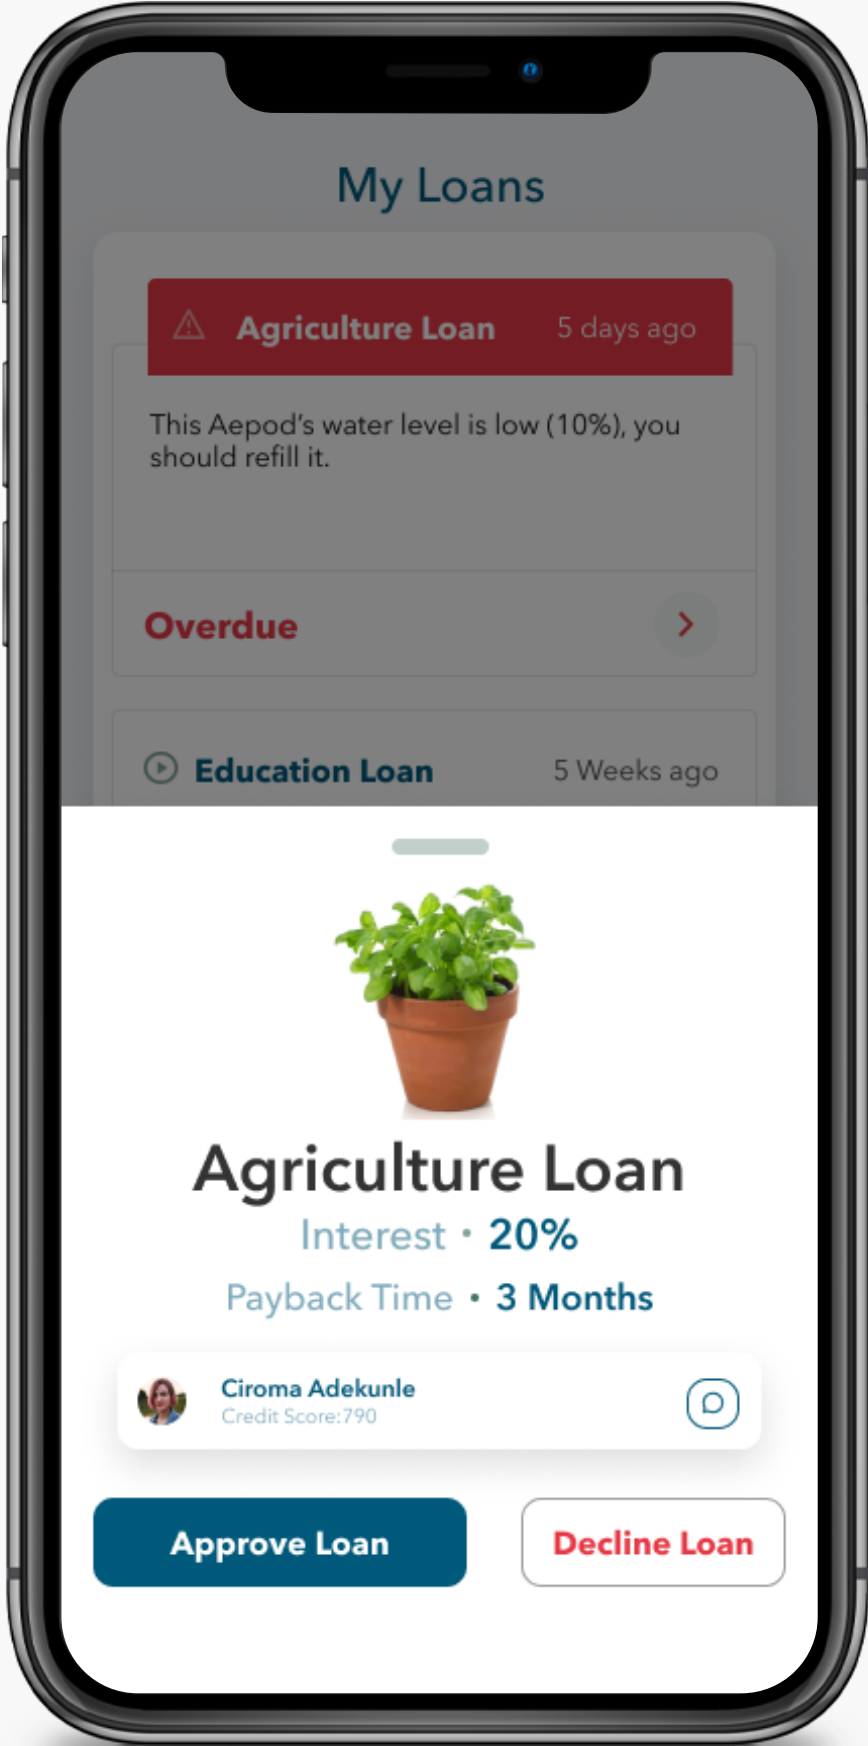 My Loans
Agriculture Loan 5 days ago
This Aepod's water level is low (10%), you
should refill it.
Overdue
Education Loan 5 Weeks ago
Agriculture Loan
Interest • 20%
Payback Time • 3 Months
Ciroma Adekunle
Credit Score:790
Approve Loan Decline Loan